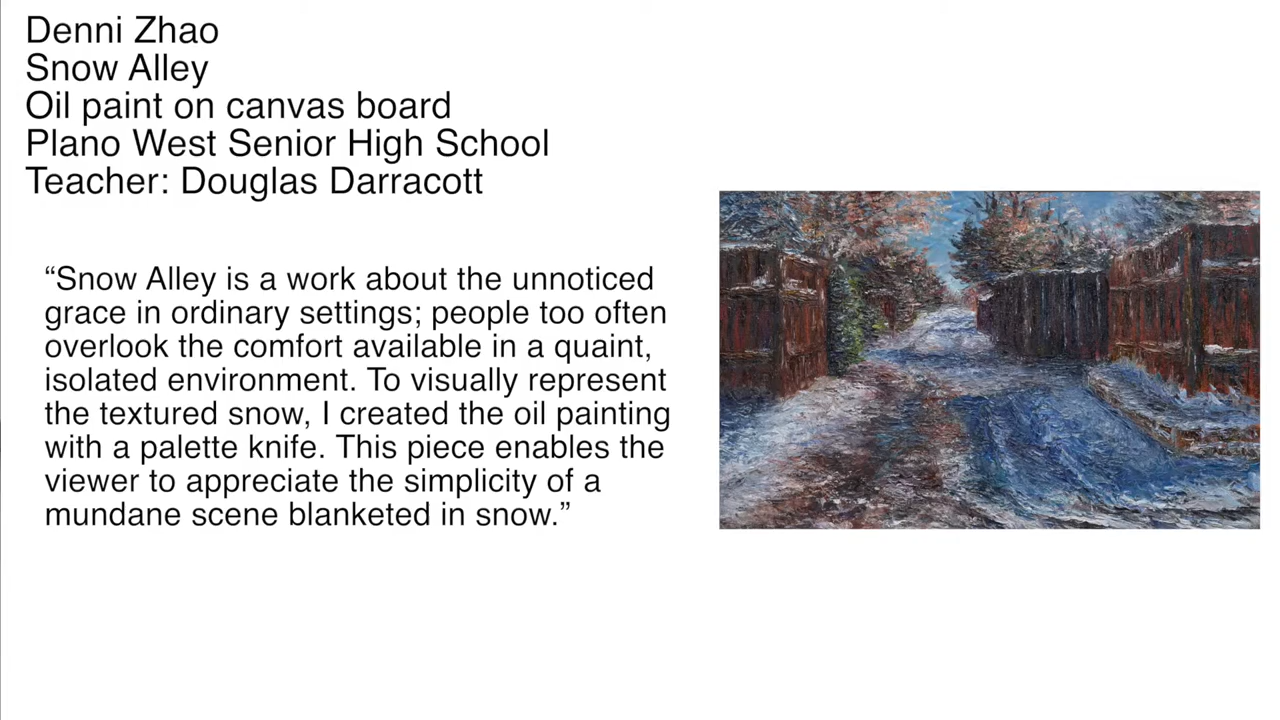 Denni Zhao
Snow Alley
Oil paint on canvas board
Plano West Senior High School
Teacher: Douglas Darracott
“Snow Alley is a work about the unnoticed
grace in ordinary settings; people too often
overlook the comfort available in a quaint,
isolated environment. To visually represent
the textured snow, I created the oil painting
with a palette knife. This piece enables the
viewer to appreciate the simplicity of a
mundane scene blanketed in snow.”